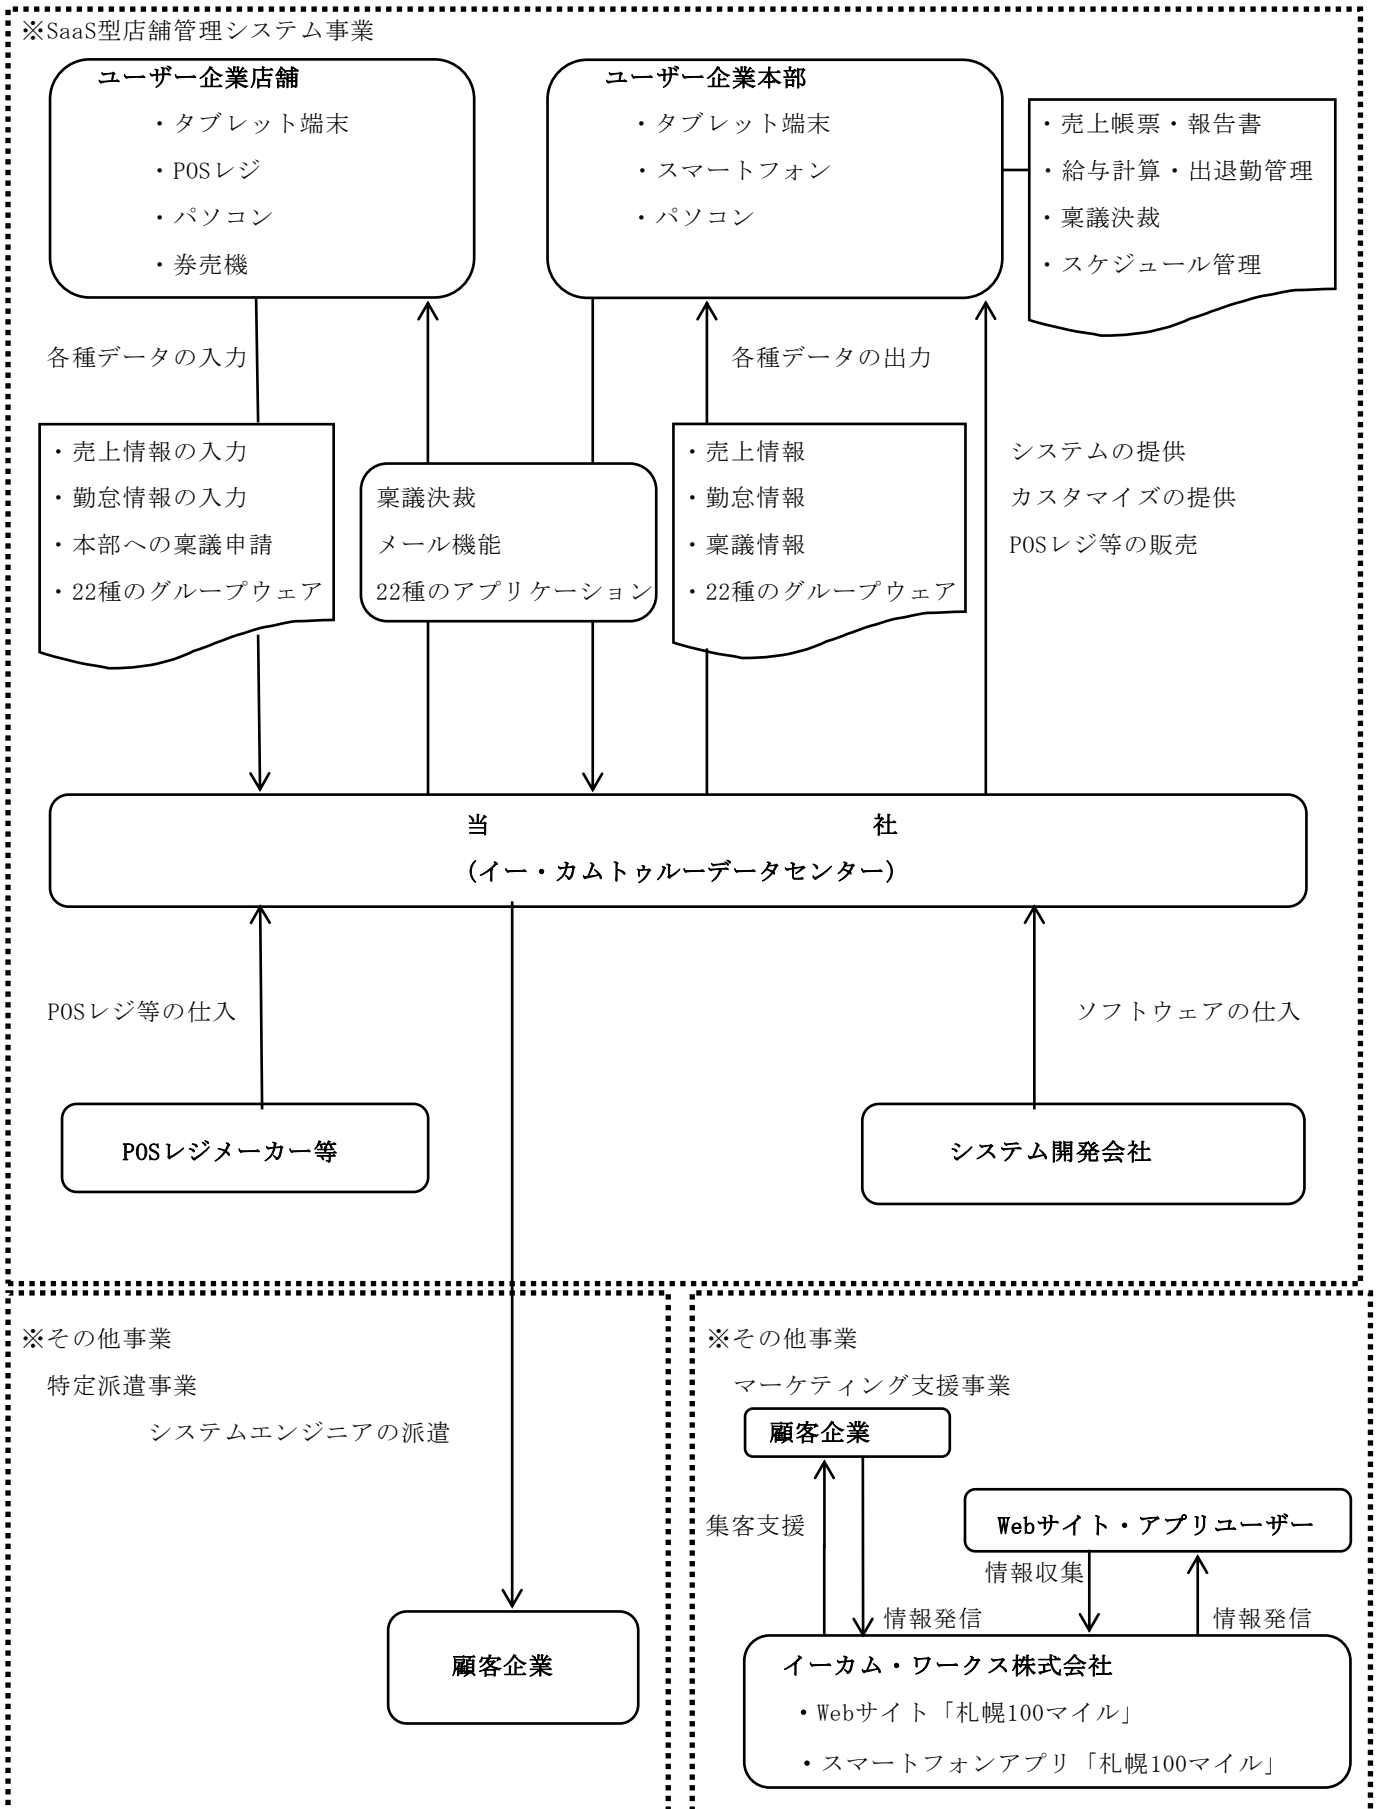 ※SaaS型店舗管理システム事業
ユーザー企業店舗
・タブレット端末
・POSレジ
・パソコン
・券売機
ユーザー企業本部
・タブレット端末
・スマートフォン
・パソコン
・売上帳票・報告書
・給与計算・出退勤管理
・稟議決裁
・スケジュール管理
各種データの入力
各種データの出力
・売上情報の入力
・勤怠情報の入力
・本部への稟議申請
・22種のグループウェア
稟議決裁
メール機能
22種のアプリケーション
・売上情報
・勤怠情報
・稟議情報
・22種のグループウェア
システムの提供
カスタマイズの提供
POSレジ等の販売
当 社
(イー・カムトゥルーデータセンター)
POSレジ等の仕入
ソフトウェアの仕入
POSレジメーカー等
システム開発会社
※その他事業
特定派遣事業
システムエンジニアの派遣
顧客企業
※その他事業
マーケティング支援事業
顧客企業
集客支援
Webサイト・アプリユーザー
情報収集
情報発信
情報発信
イーカム・ワークス株式会社
・Webサイト「札幌100マイル」
・スマートフォンアプリ「札幌100マイル」